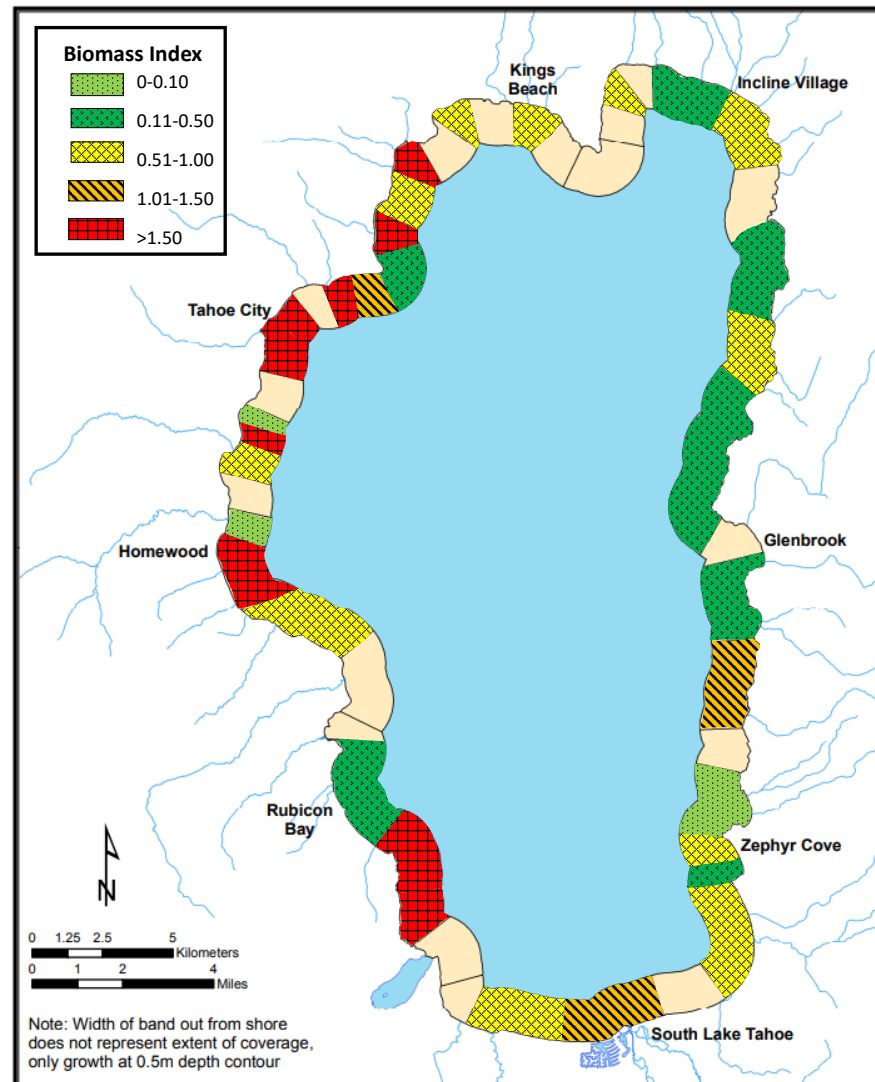 Biomass Index
0-0.10
0.11-0.50
0.51-1.00
1.01-1.50
>1.50
Kings
Beach
Incline Village
Tahoe City
Homewood
Glenbrook
Rubicon
Bay
Zephyr Cove
South Lake Tahoe
N
0 1.25 2.5 5
Kilometers
0 1 2 4
Miles
Note: Width of band out from shore
does not represent extent of coverage,
only growth at 0.5m depth contour